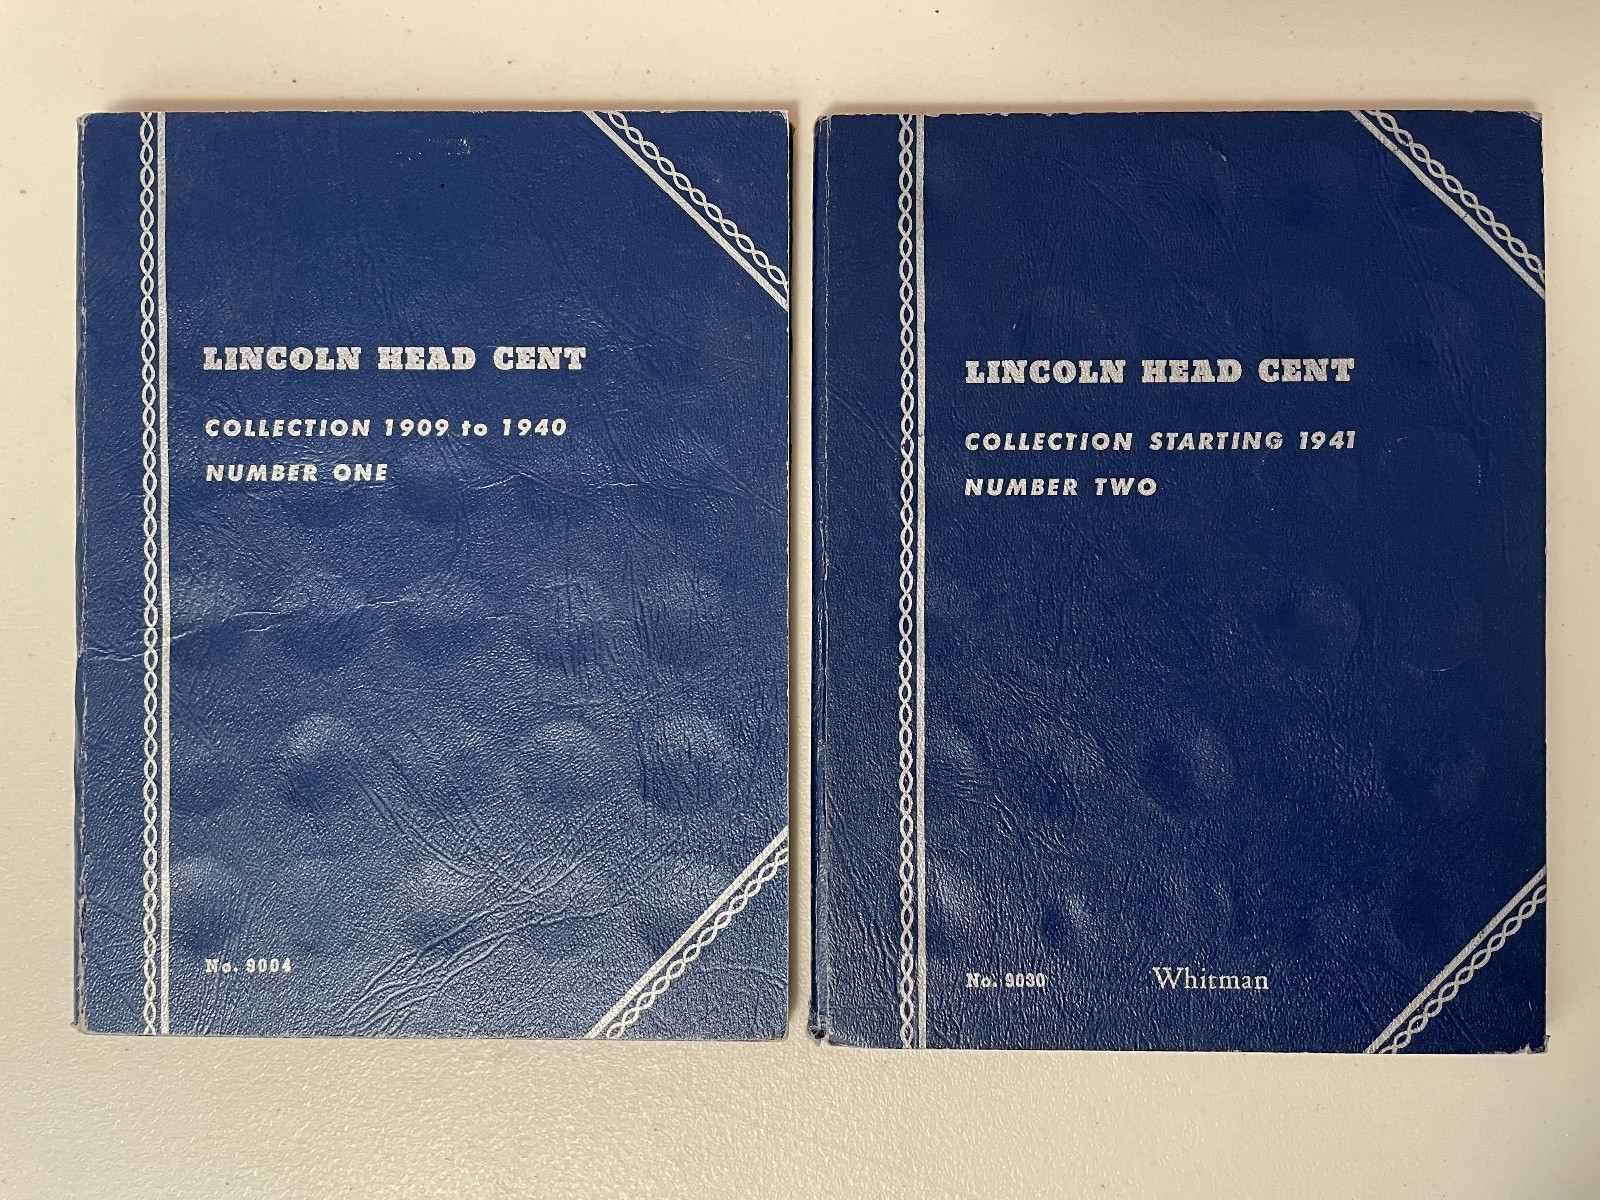 LINCOLN HEAD CENT
COLLECTION 1909 to 1940
NUMBER ONE
No. 9004
LINCOLN HEAD CENT
COLLECTION STARTING 1941
NUMBER TWO
No. 9030 Whitman